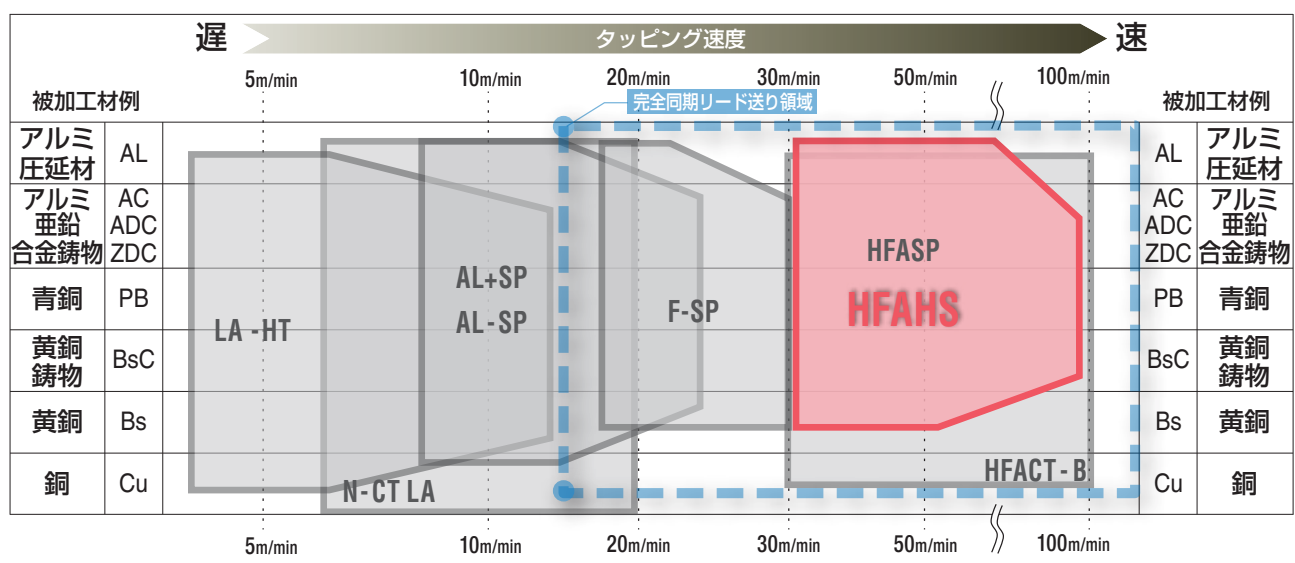 遅 タッピング速度 速
5m/min 10m/min 20m/min 30m/min 50m/min 100m/min
完全同期リード送り領域
被加工材例 被加工材例
アルミ
圧延材 AL AL アルミ
圧延材
アルミ
亜鉛
合金鋳物 AC
ADC
ZDC AC
ADC
ZDC アルミ
亜鉛
合金鋳物
青銅 PB PB 青銅
黄銅
鋳物 BsC BsC 黄銅
鋳物
黄銅 Bs Bs 黄銅
銅 Cu Cu 銅
LA-HT
AL+SP
AL-SP
F-SP
HFASP
HFAHS
N-CT LA
HFACT-B
5m/min 10m/min 20m/min 30m/min 50m/min 100m/min